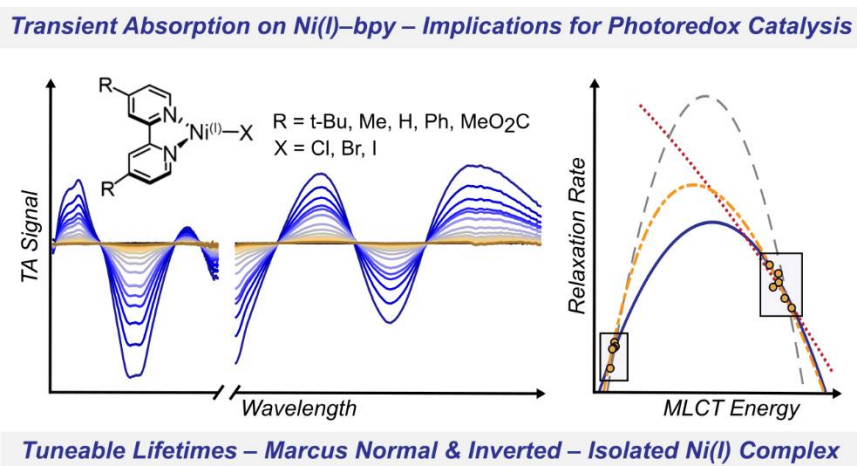 Transient Absorption on Ni(I)–bpy – Implications for Photoredox Catalysis
R
R
N
N
Ni(I)—X
R = t-Bu, Me, H, Ph, MeO2C
X = Cl, Br, I
TA Signal
Wavelength
Relaxation Rate
MLCT Energy
Tuneable Lifetimes – Marcus Normal & Inverted – Isolated Ni(I) Complex